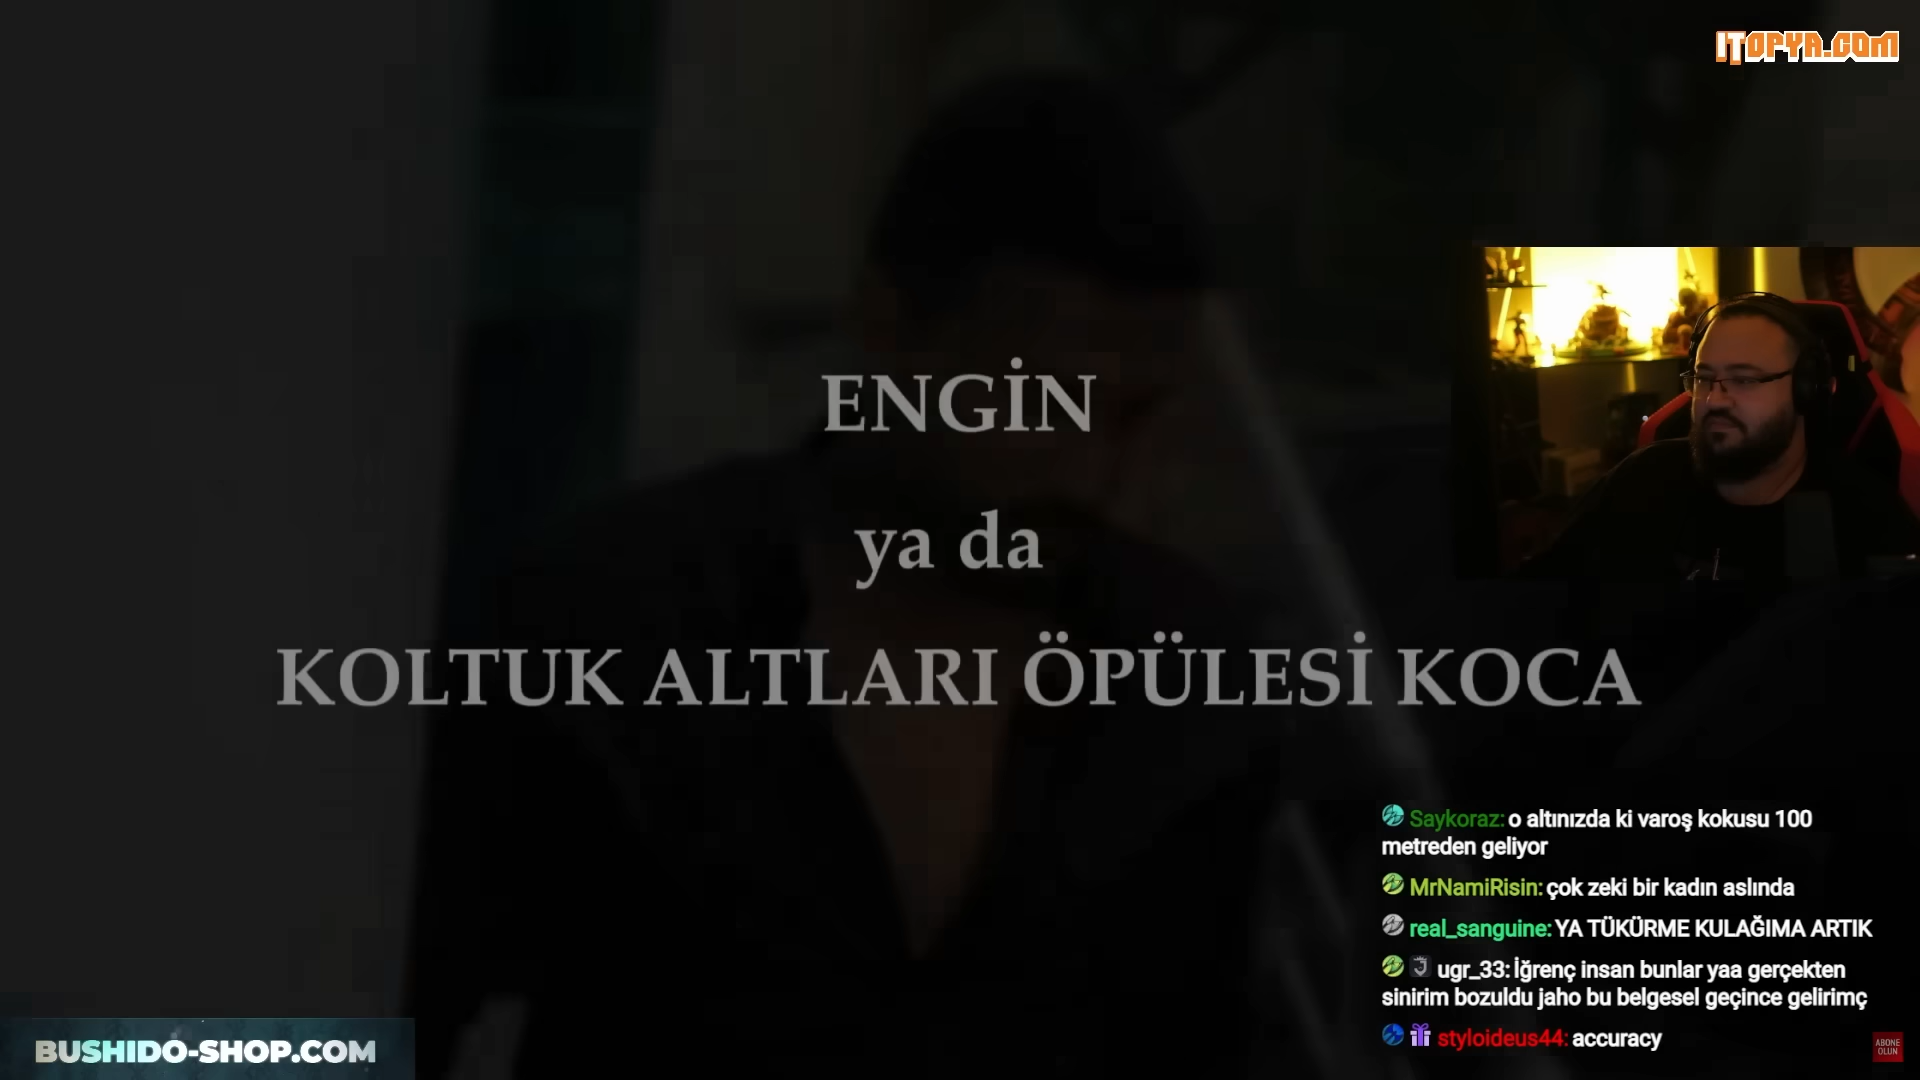 ITOPYA.COM
ENGİN
ya da
KOLTUK ALTLARI ÖPÜLESİ KOCA
Saykoraz: o altınızda ki varoş kokusu 100
metreden geliyor
MrNamiRisin: çok zeki bir kadın aslında
real_sanguine: YA TÜKÜRME KULAĞIMA ARTIK
ugr_33: İğrenç insan bunlar yaa gerçekten
sinirim bozuldu jaho bu belgesel geçince gelirimç
styloideus44: accuracy
BUSHIDO-SHOP.COM
ABONE
OLUN